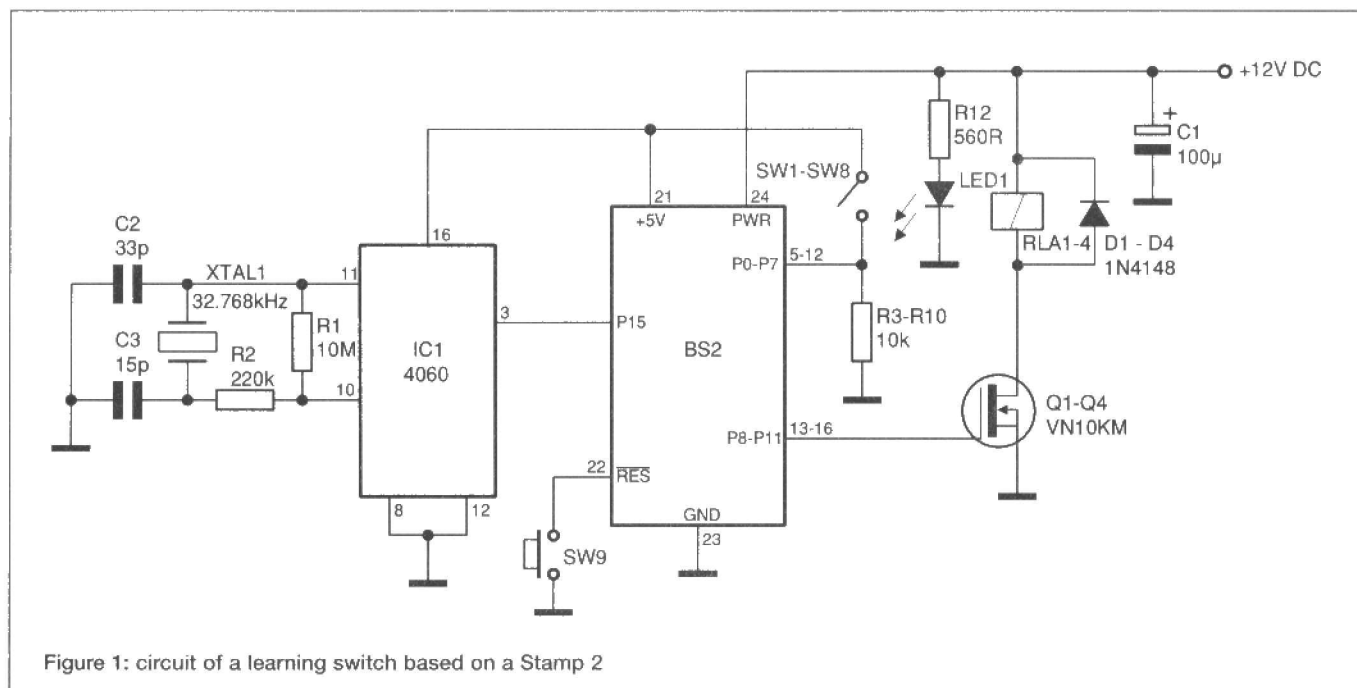 +12V DC
R12
560R
+
C1
100µ
SW1-SW8
LED1
21
+5V
24
PWR
RLA1-4
D1 - D4
1N4148
C2
33p
16
XTAL1
32.768kHz
11
P0-P7
5-12
R1
10M
3
P15
R3-R10
10k
C3
15p
R2
220k
IC1
4060
BS2
10
Q1-Q4
VN10KM
P8-P11
13-16
22
RES
8
12
GND
23
SW9
Figure 1: circuit of a learning switch based on a Stamp 2